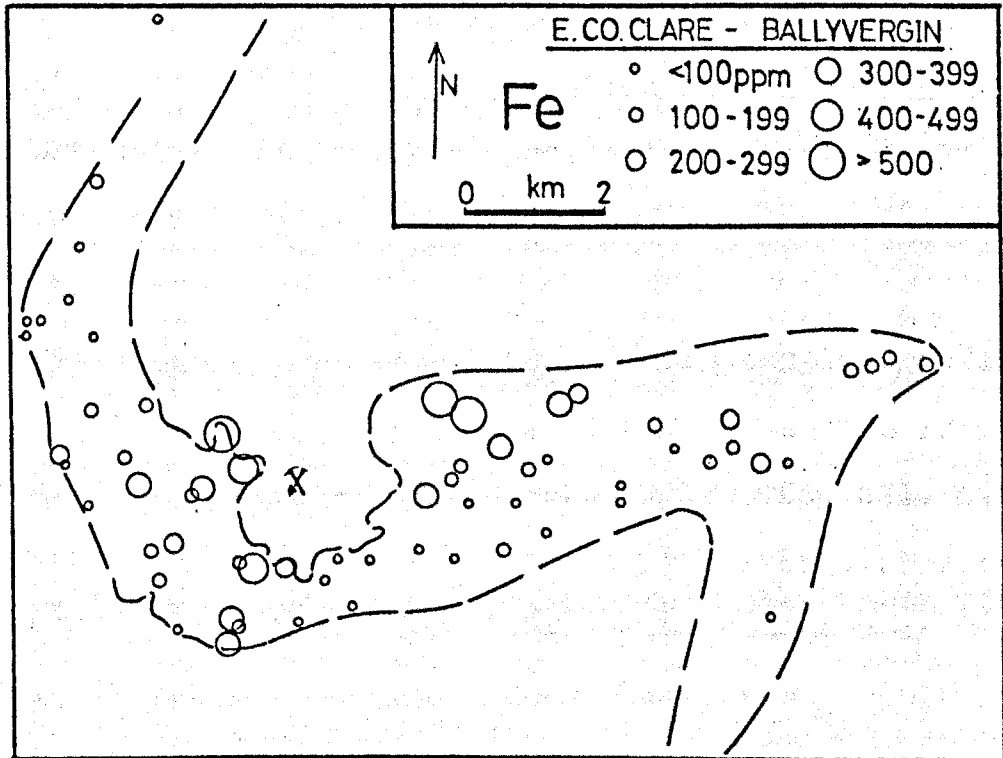 E. CO. CLARE - BALLYVERGIN
N
Fe
<100ppm 300-399
100-199 400-499
200-299 > 500
0 km 2